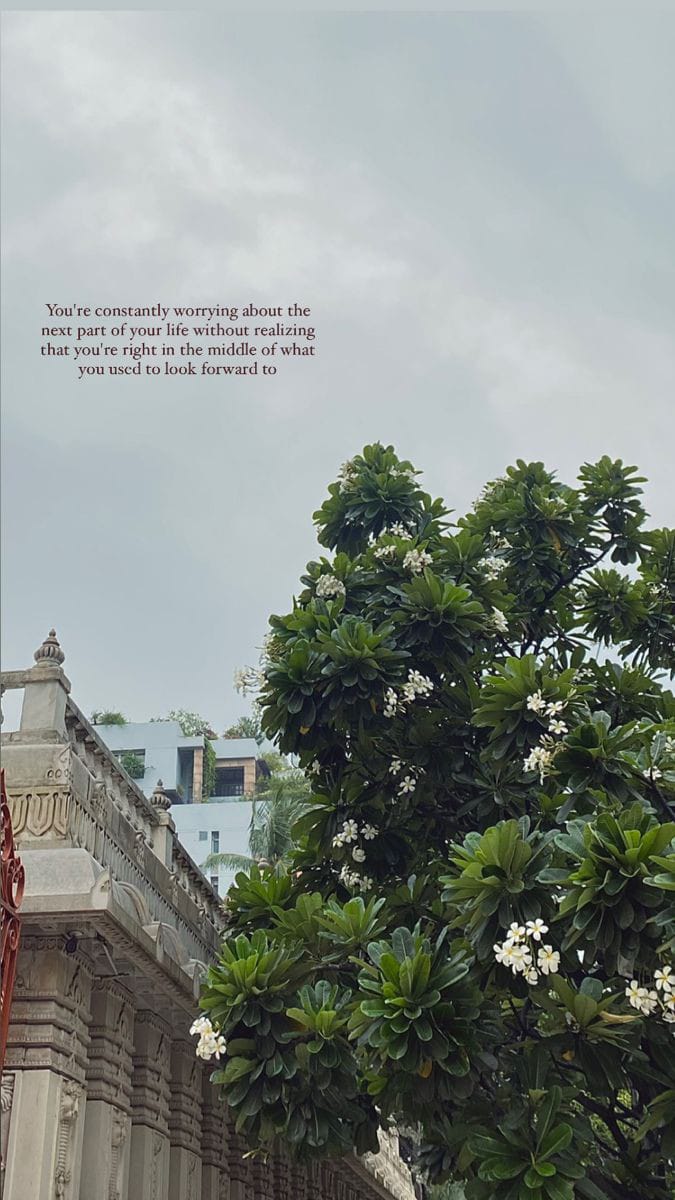 You're constantly worrying about the
next part of your life without realizing
that you're right in the middle of what
you used to look forward to